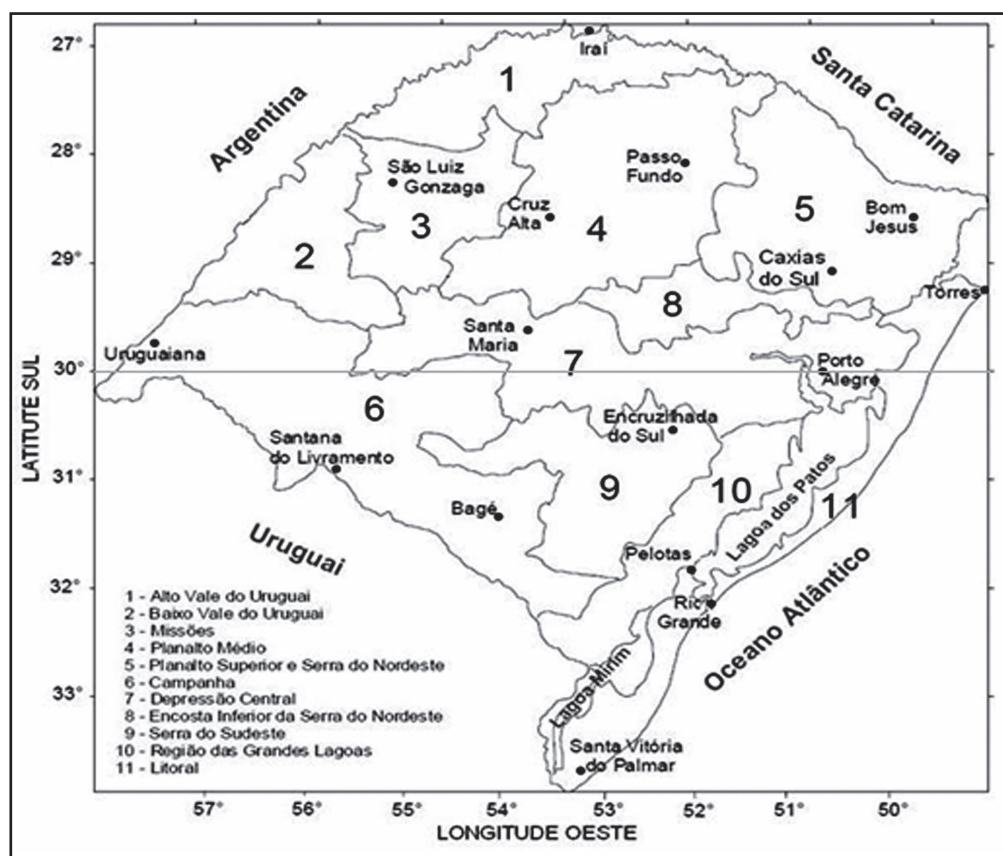 27°
Iraí
Santa Catarina
1
Argentina
28°
São Luiz
Gonzaga
Passo
Fundo
Cruz
Alta
3
4
5
Bom
Jesus
2
29°
Caxias
do Sul
Torres
8
Santa
Maria
Uruguaiana
7
Porto
Alegre
30°
LATITUTE SUL
6
Encruzilhada
do Sul
Santana
do Livramento
31°
9
10
11
Lagoa dos Patos
Bagé
Uruguai
Pelotas
32°
Rio
Grande
Oceano Atlântico
1 - Alto Vale do Uruguai
2 - Baixo Vale do Uruguai
3 - Missões
4 - Planalto Médio
5 - Planalto Superior e Serra do Nordeste
6 - Campanha
7 - Depressão Central
8 - Encosta Inferior da Serra do Nordeste
9 - Serra do Sudeste
10 - Região das Grandes Lagoas
11 - Litoral
Lagoa Mirim
33°
Santa Vitória
do Palmar
57° 56° 55° 54° 53° 52° 51° 50°
LONGITUDE OESTE